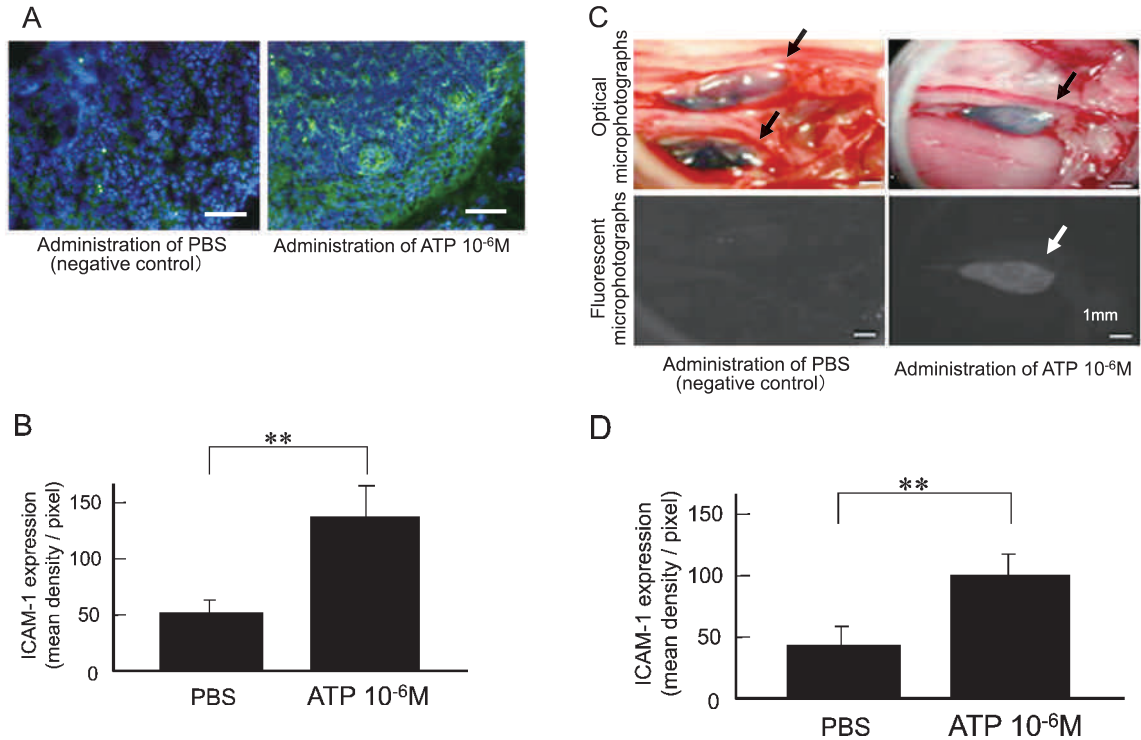 A
Administration of PBS
(negative control)
Administration of ATP 10⁻⁶M
B
ICAM-1 expression
(mean density / pixel)
150
100
50
0
**
PBS
ATP 10⁻⁶M
C
Optical
microphotographs
Fluorescent
microphotographs
1mm
Administration of PBS
(negative control)
Administration of ATP 10⁻⁶M
D
ICAM-1 expression
(mean density / pixel)
150
100
50
0
**
PBS
ATP 10⁻⁶M